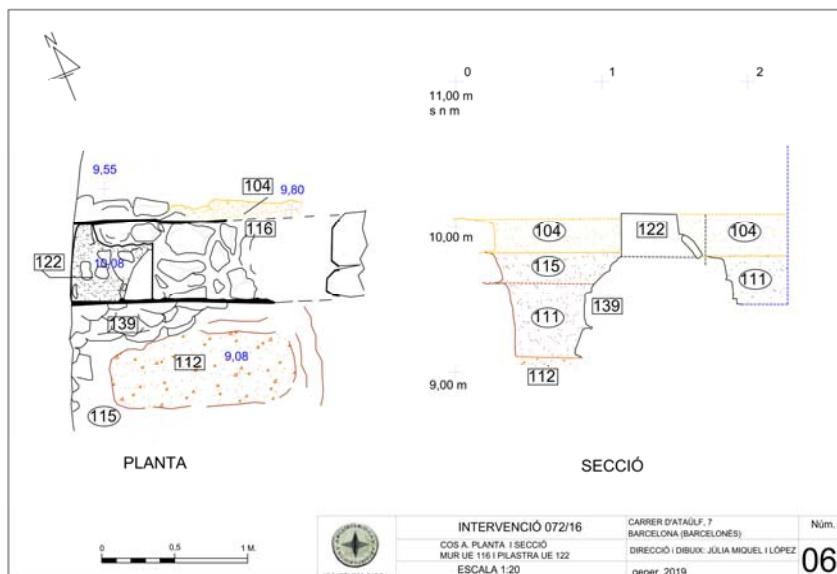 N
0
1
2
11,00 m
s n m
9,55
104
9,80
116
122
10,08
139
112
9,08
115
104
122
104
10,00 m
115
111
111
139
112
9,00 m
PLANTA
SECCIÓ
0 0,5 1 M.
INTERVENCIÓ 072/16
COS A. PLANTA I SECCIÓ
MUR UE 116 I PILASTRA UE 122
ESCALA 1:20
CARRER D'ATAÜLF, 7
BARCELONA (BARCELONÈS)
DIRECCIÓ i DIBUIX: JÚLIA MIQUEL I LÓPEZ
gener, 2019
Núm.
06